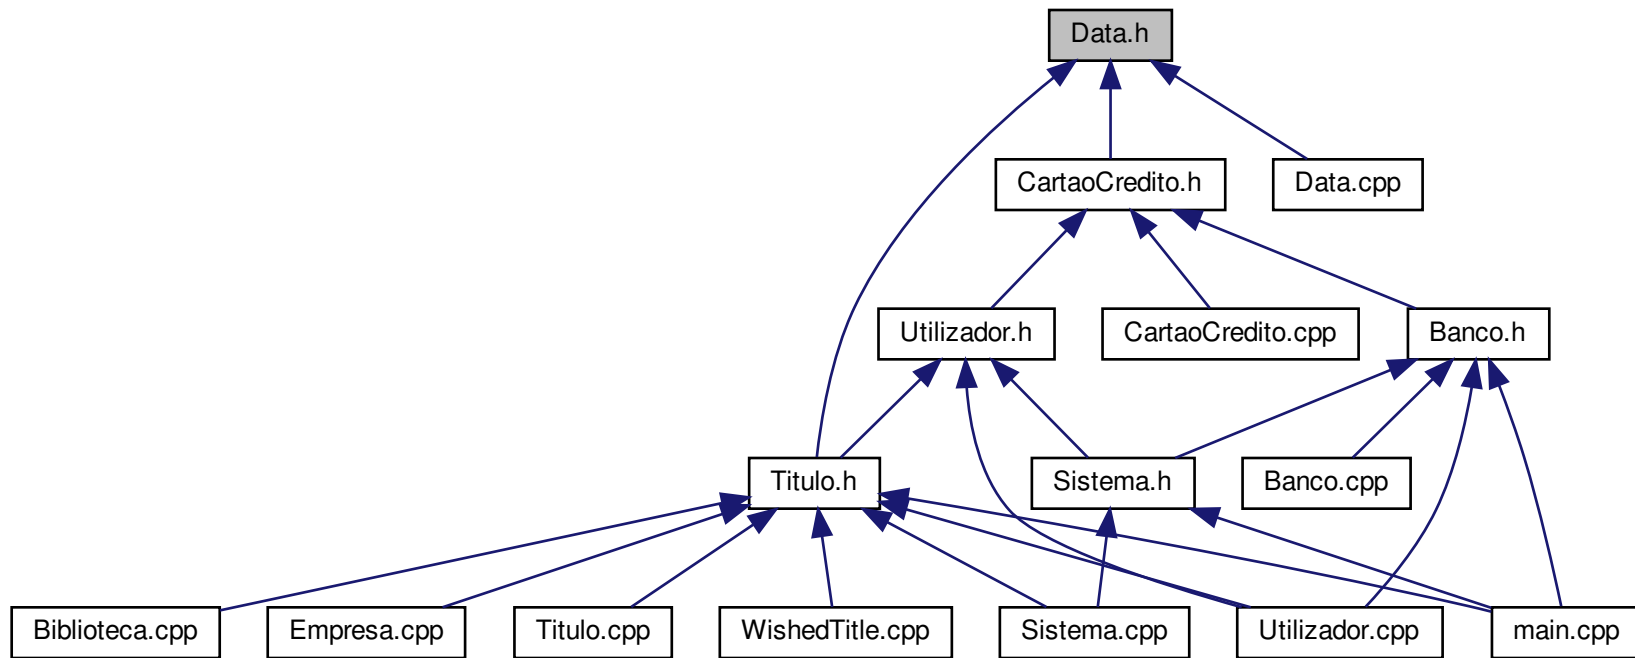 Data.h
CartaoCredito.h
Data.cpp
Utilizador.h
CartaoCredito.cpp
Banco.h
Titulo.h
Sistema.h
Banco.cpp
Biblioteca.cpp
Empresa.cpp
Titulo.cpp
WishedTitle.cpp
Sistema.cpp
Utilizador.cpp
main.cpp